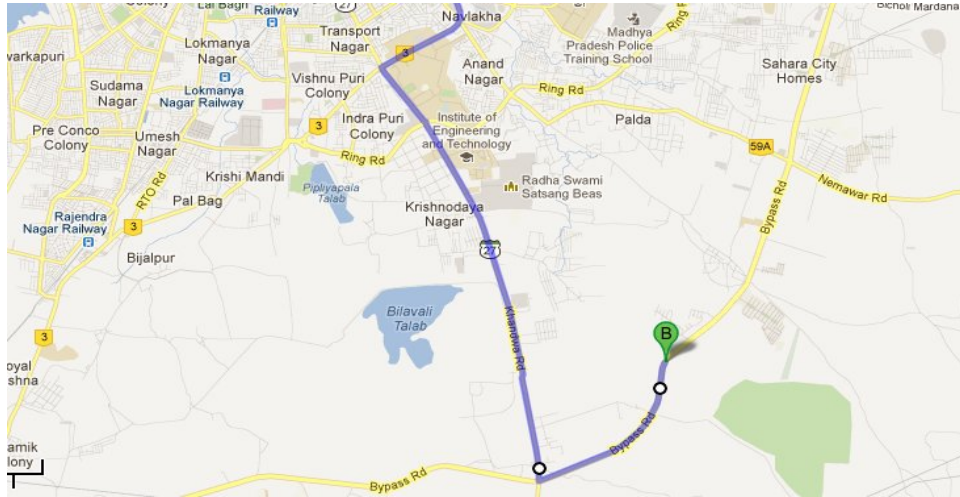 Colony
Railway
Lal Bagh
27
Navlakha
Ring R
Bicholi Mardana
Transport
Nagar
Madhya
Pradesh Police
Training School
Lokmanya
Nagar
3
warkapuri
Anand
Nagar
Sahara City
Homes
Vishnu Puri
Colony
Sudama
Nagar
Lokmanya
Nagar Railway
Ring Rd
Indra Puri
Colony
Institute of
Engineering
and Technology
Palda
Pre Conco
Colony
Umesh
Nagar
3
59A
Ring Rd
Krishi Mandi
Pipliyapala
Talab
Radha Swami
Satsang Beas
Nemawar Rd
RTO Rd
Pal Bag
Krishnodaya
Nagar
Bypass Rd
Rajendra
Nagar Railway
3
27
Bijalpur
Bilavali
Talab
Khandwa Rd
3
B
oyal
shna
Bypass Rd
amik
lony
Bypass Rd